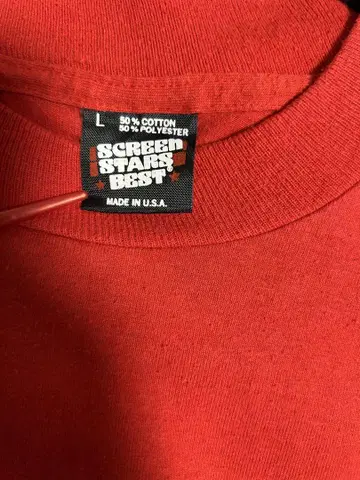 L 50% COTTON
50% POLYESTER
SCREEN
STARS
BEST
MADE IN U.S.A.